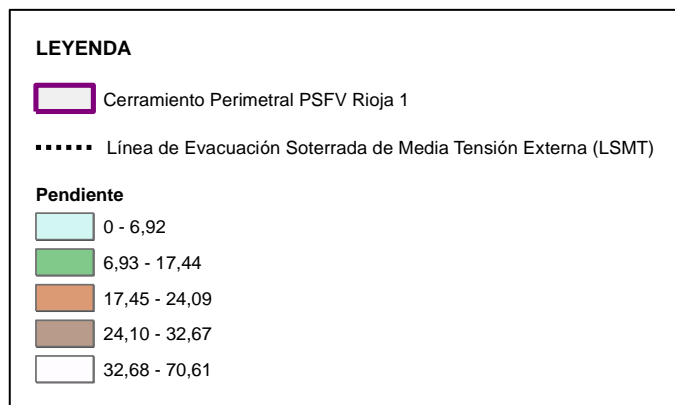 LEYENDA
Cerramiento Perimetral PSFV Rioja 1
Línea de Evacuación Soterrada de Media Tensión Externa (LSMT)
Pendiente
0 - 6,92
6,93 - 17,44
17,45 - 24,09
24,10 - 32,67
32,68 - 70,61